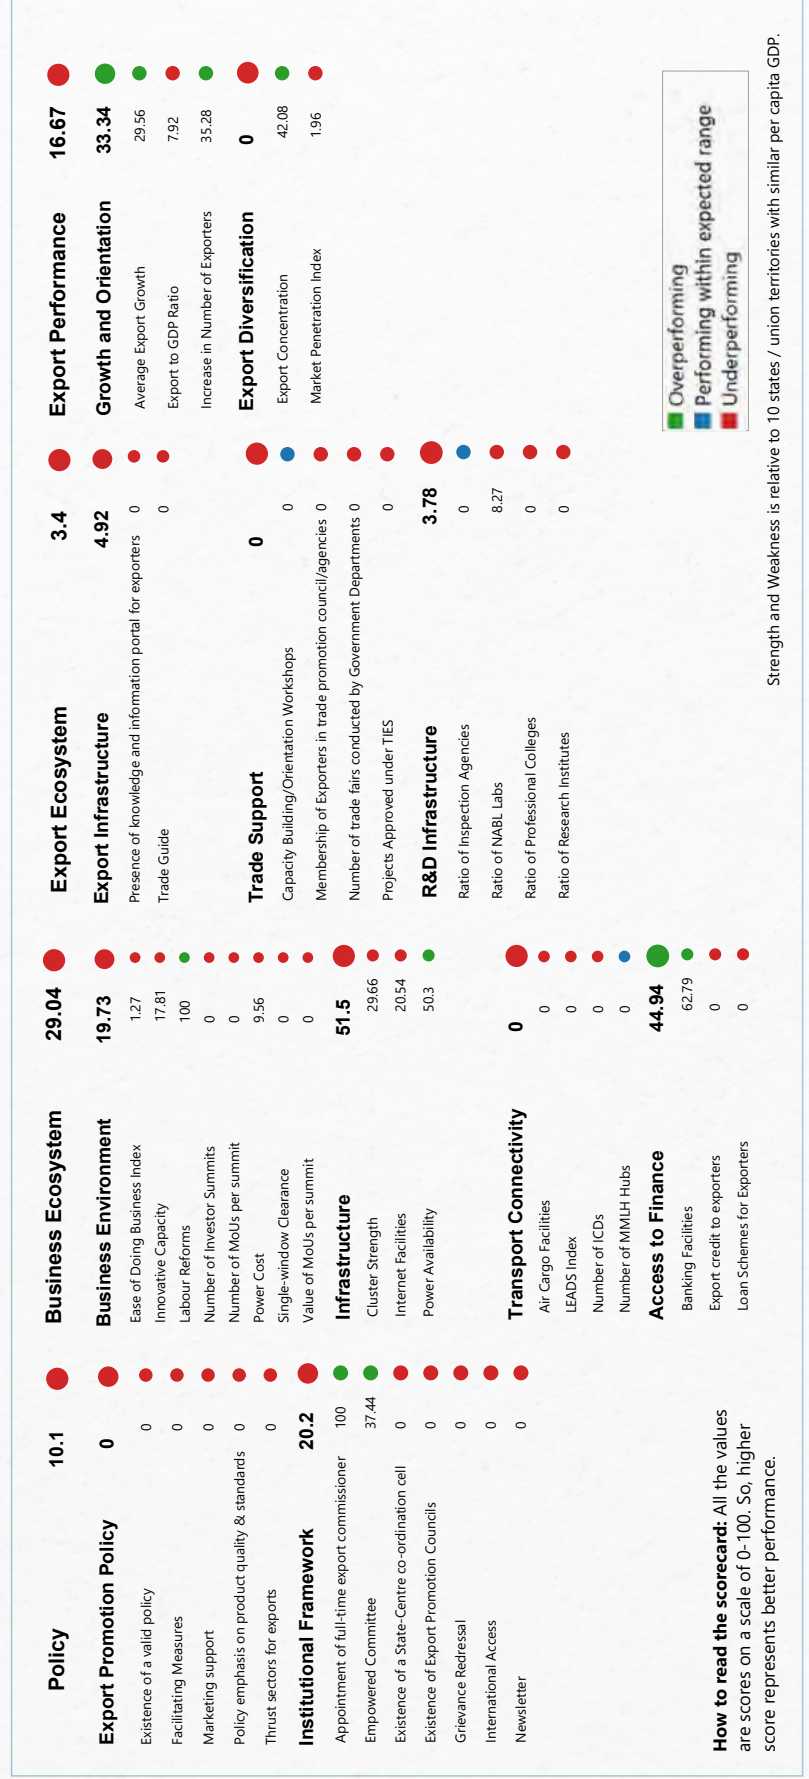 Policy 10.1
Export Promotion Policy 0
Existence of a valid policy 0
Facilitating Measures 0
Marketing support 0
Policy emphasis on product quality & standards 0
Thrust sectors for exports 0
Institutional Framework 20.2
Appointment of full-time export commissioner 100
Empowered Committee 37.44
Existence of a State-Centre co-ordination cell 0
Existence of Export Promotion Councils 0
Grievance Redressal 0
International Access 0
Newsletter 0
Business Ecosystem 29.04
Business Environment 19.73
Ease of Doing Business Index 1.27
Innovative Capacity 17.81
Labour Reforms 100
Number of Investor Summits 0
Number of MoUs per summit 0
Power Cost 9.56
Single-window Clearance 0
Value of MoUs per summit 0
Infrastructure 51.5
Cluster Strength 29.66
Internet Facilities 20.54
Power Availability 50.3
Transport Connectivity 0
Air Cargo Facilities 0
LEADS Index 0
Number of ICDs 0
Number of MMLH Hubs 0
Access to Finance 44.94
Banking Facilities 62.79
Export credit to exporters 0
Loan Schemes for Exporters 0
Export Ecosystem 3.4
Export Infrastructure 4.92
Presence of knowledge and information portal for exporters 0
Trade Guide 0
Trade Support 0
Capacity Building/Orientation Workshops 0
Membership of Exporters in trade promotion council/agencies 0
Number of trade fairs conducted by Government Departments 0
Projects Approved under TIES 0
R&D Infrastructure 3.78
Ratio of Inspection Agencies 0
Ratio of NABL Labs 8.27
Ratio of Professional Colleges 0
Ratio of Research Institutes 0
Export Performance 16.67
Growth and Orientation 33.34
Average Export Growth 29.56
Export to GDP Ratio 7.92
Increase in Number of Exporters 35.28
Export Diversification 0
Export Concentration 42.08
Market Penetration Index 1.96
How to read the scorecard: All the values
are scores on a scale of 0-100. So, higher
score represents better performance.
Overperforming
Performing within expected range
Underperforming
Strength and Weakness is relative to 10 states / union territories with similar per capita GDP.